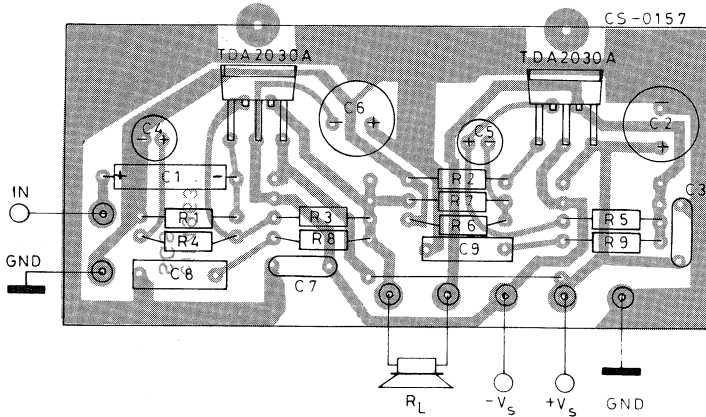 CS-0157
TDA2030A
TDA2030A
C4
C6
C5
C2
C1
R2
C3
IN
R1
R3
R7
R6
R5
R4
R8
C9
R9
GND
C8
C7
RL
-Vs
+Vs
GND